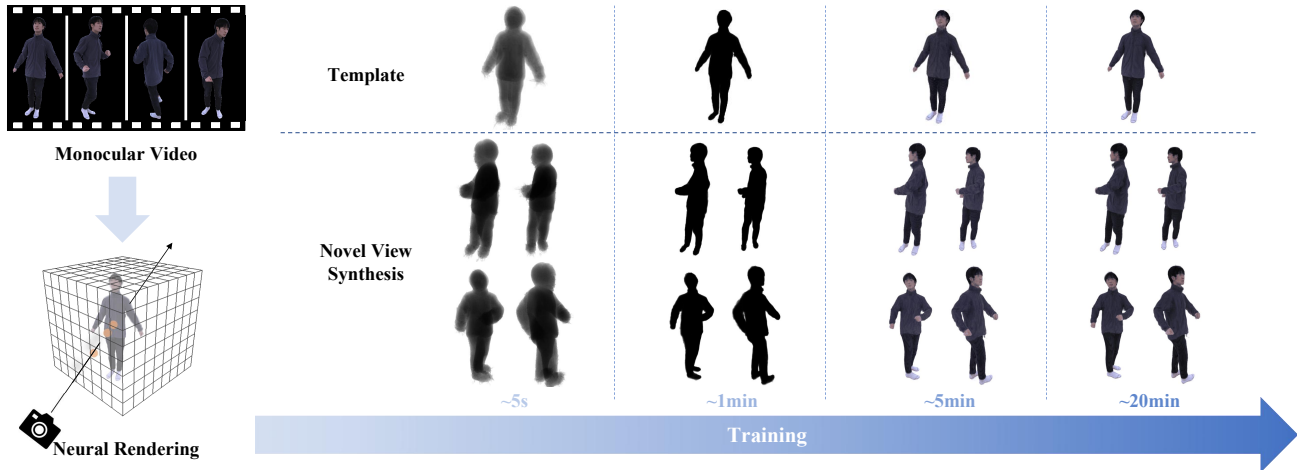 Monocular Video
Neural Rendering
Template
Novel View
Synthesis
~5s
~1min
~5min
~20min
Training